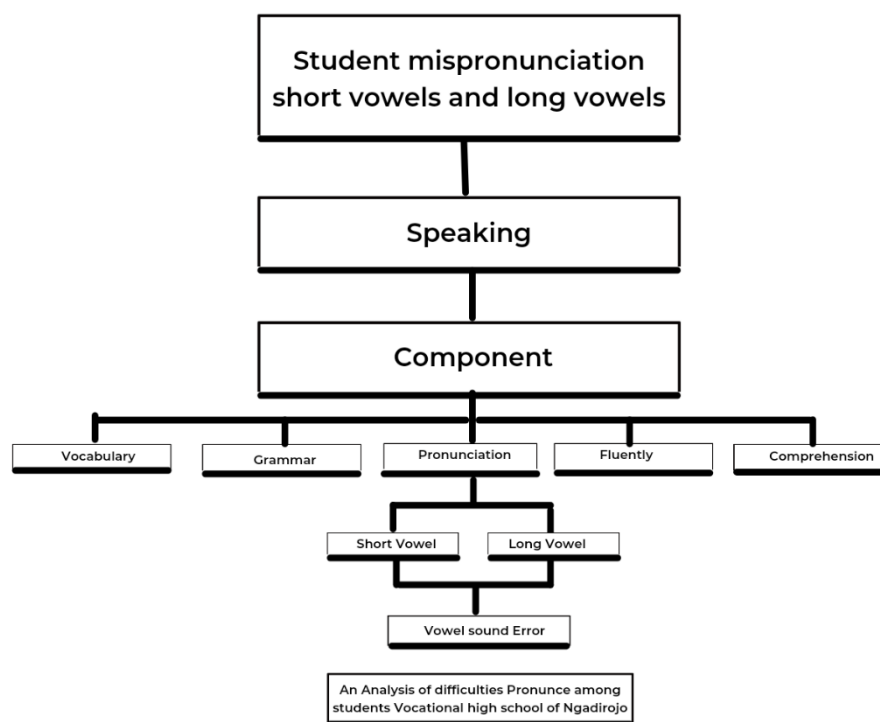 Student mispronunciation
short vowels and long vowels
Speaking
Component
Vocabulary
Grammar
Pronunciation
Fluently
Comprehension
Short Vowel
Long Vowel
Vowel sound Error
An Analysis of difficulties Pronunce among
students Vocational high school of Ngadirojo